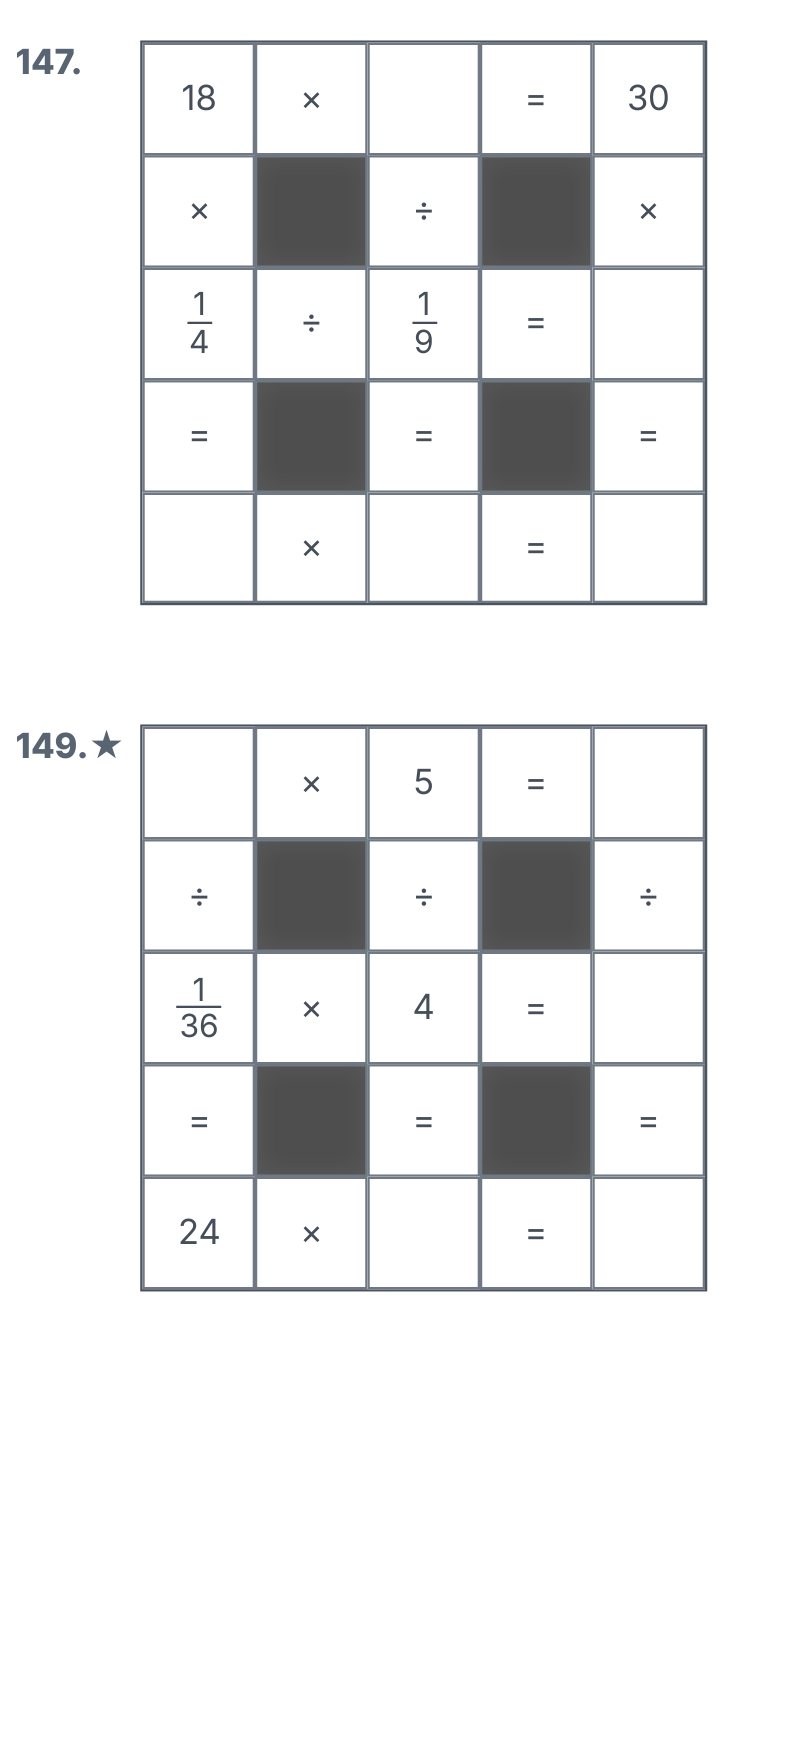 147.
18 × = 30
× ÷ ×
1/4 ÷ 1/9 =
= = =
× =
149.★
× 5 =
÷ ÷ ÷
1/36 × 4 =
= = =
24 × =